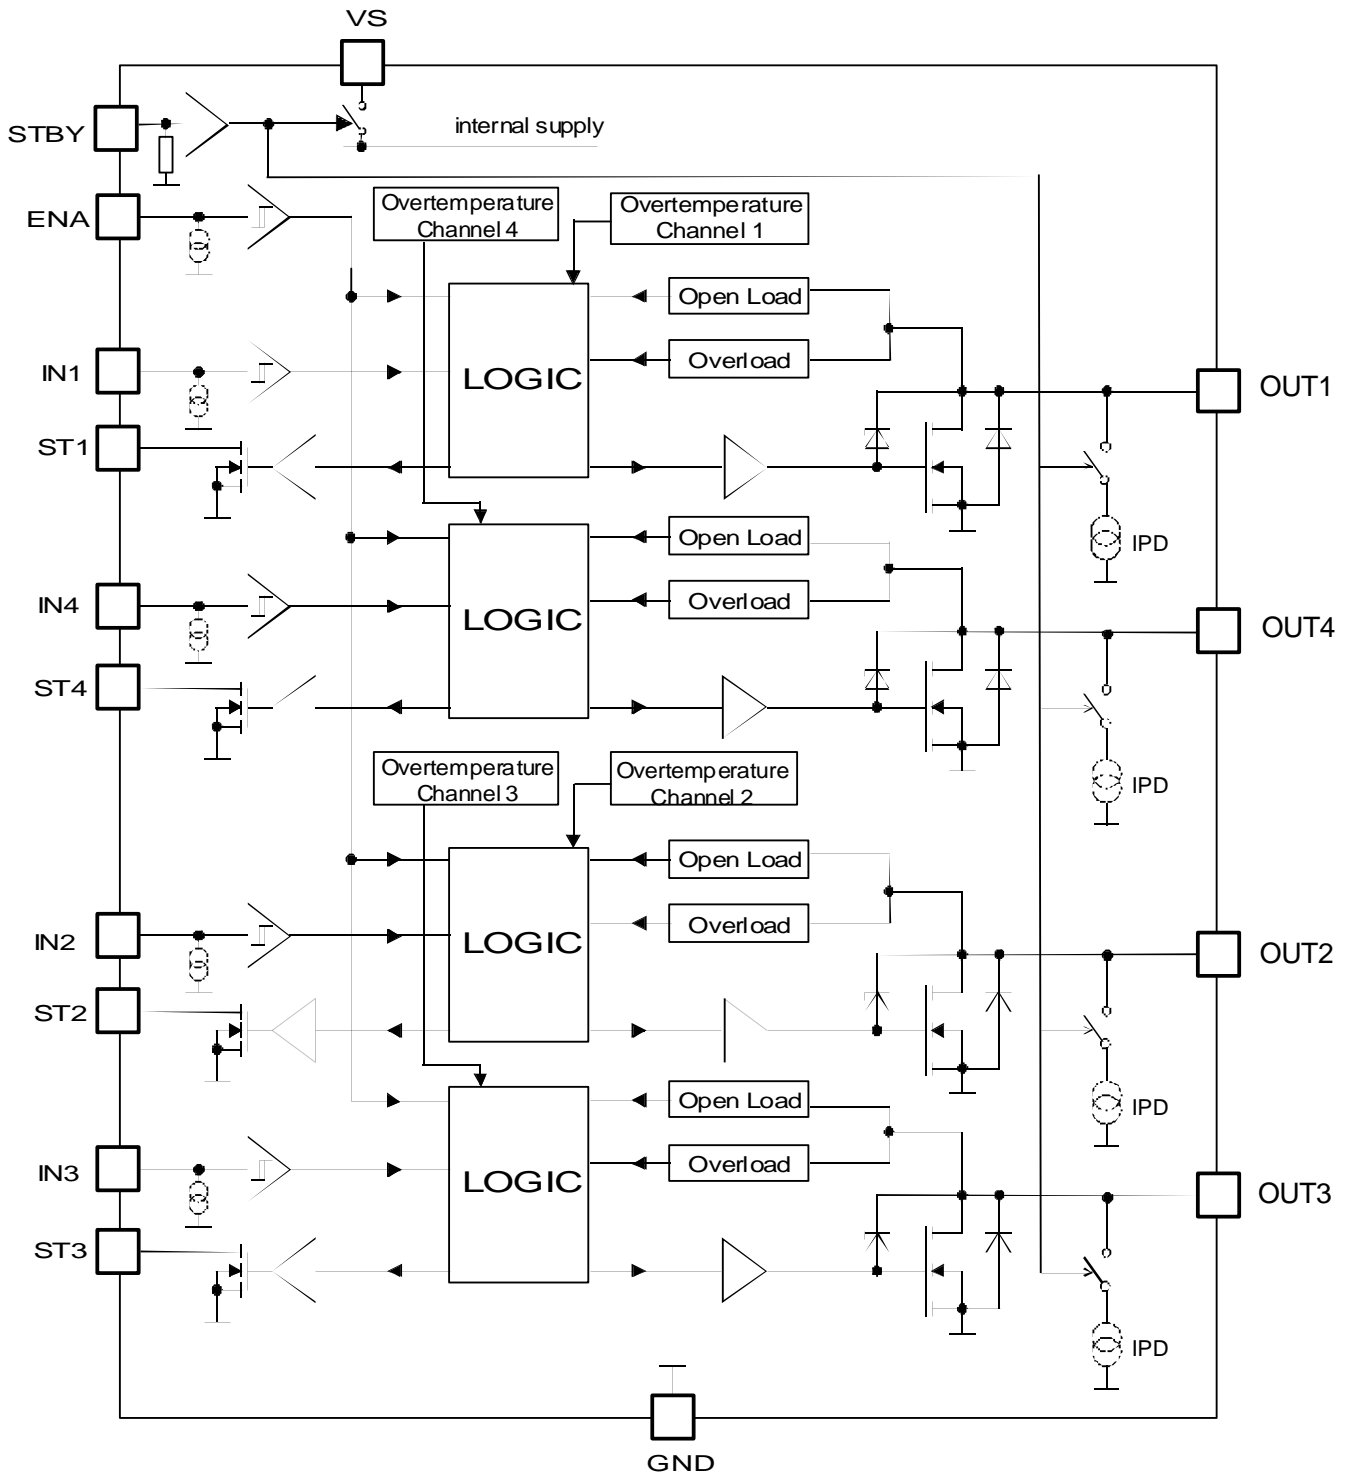 VS
STBY
internal supply
ENA
Overtemperature
Channel 4
Overtemperature
Channel 1
Open Load
IN1
LOGIC
Overload
OUT1
ST1
Open Load
IPD
IN4
LOGIC
Overload
OUT4
ST4
Overtemperature
Channel 3
Overtemperature
Channel 2
IPD
Open Load
IN2
LOGIC
Overload
OUT2
ST2
Open Load
IPD
IN3
LOGIC
Overload
OUT3
ST3
IPD
GND